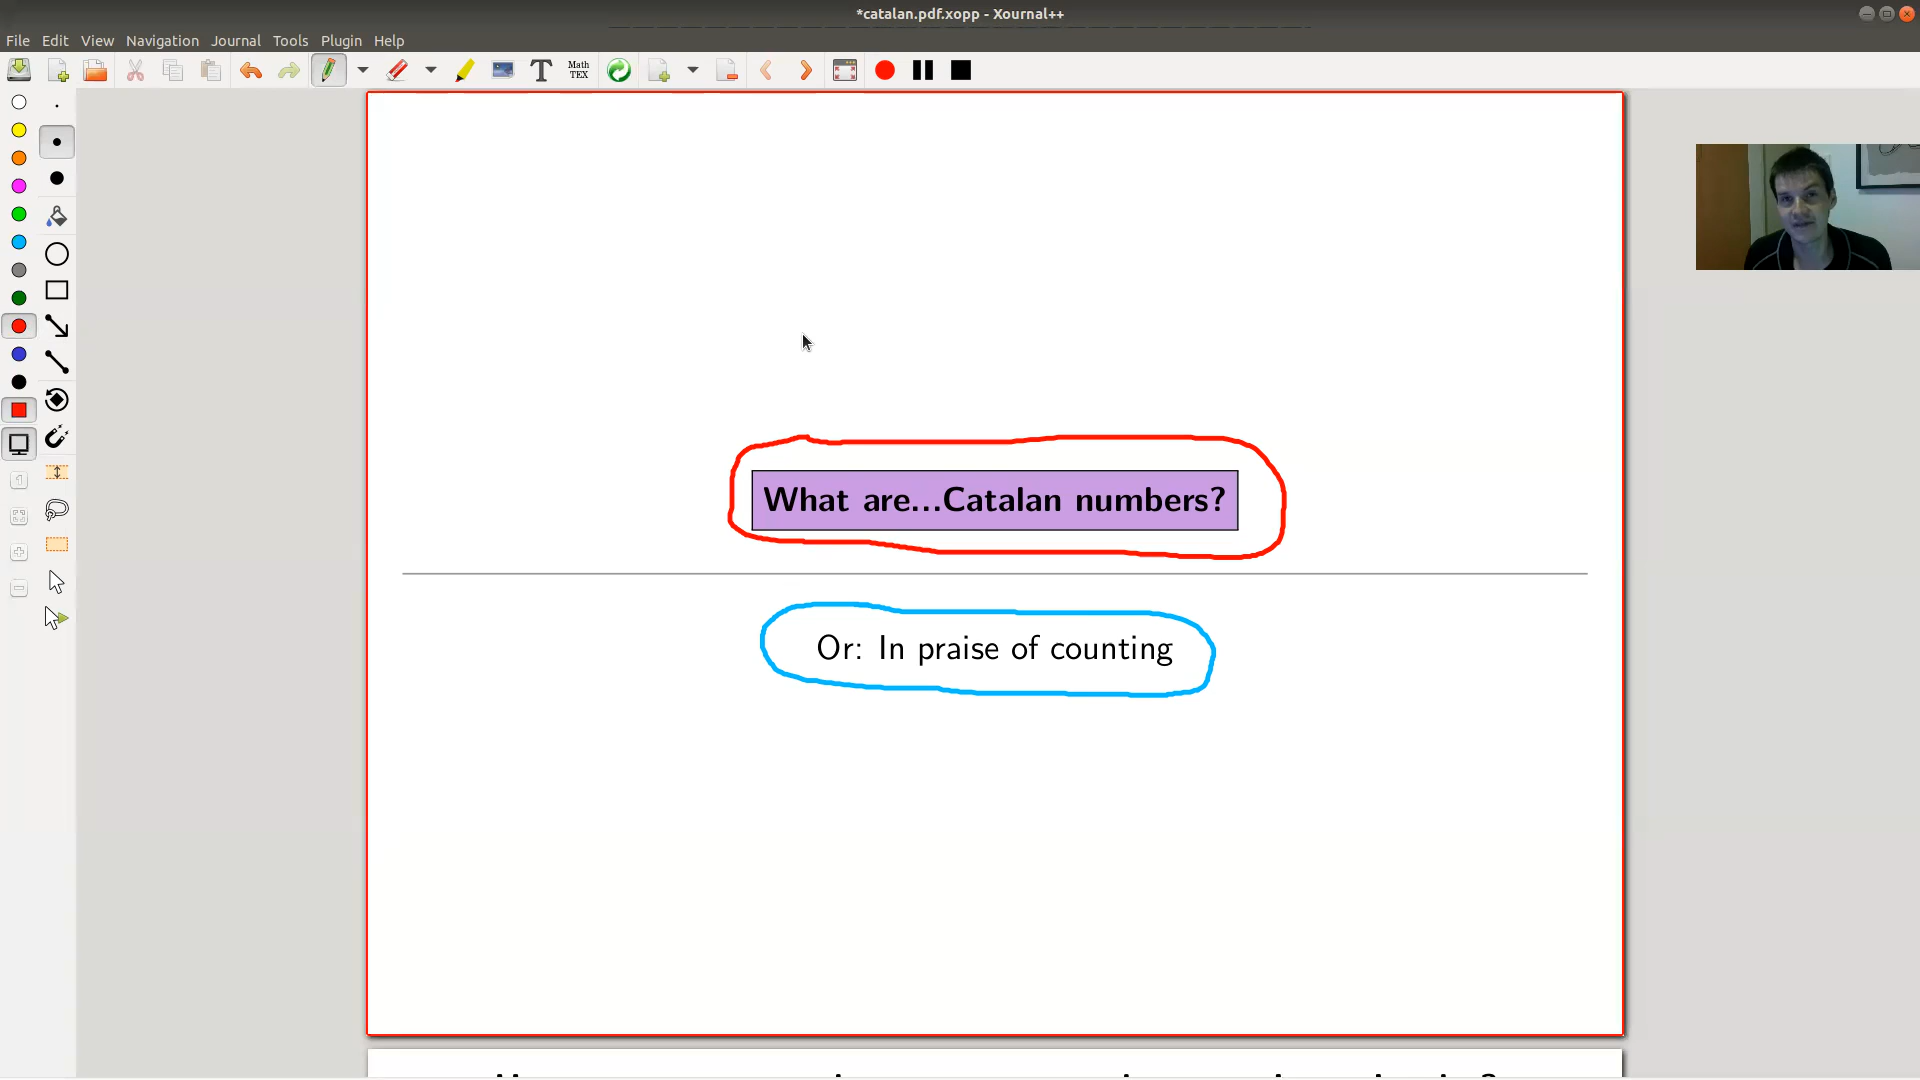 *catalan.pdf.xopp - Xournal++
File Edit View Navigation Journal Tools Plugin Help
Math
TEX
What are...Catalan numbers?
Or: In praise of counting